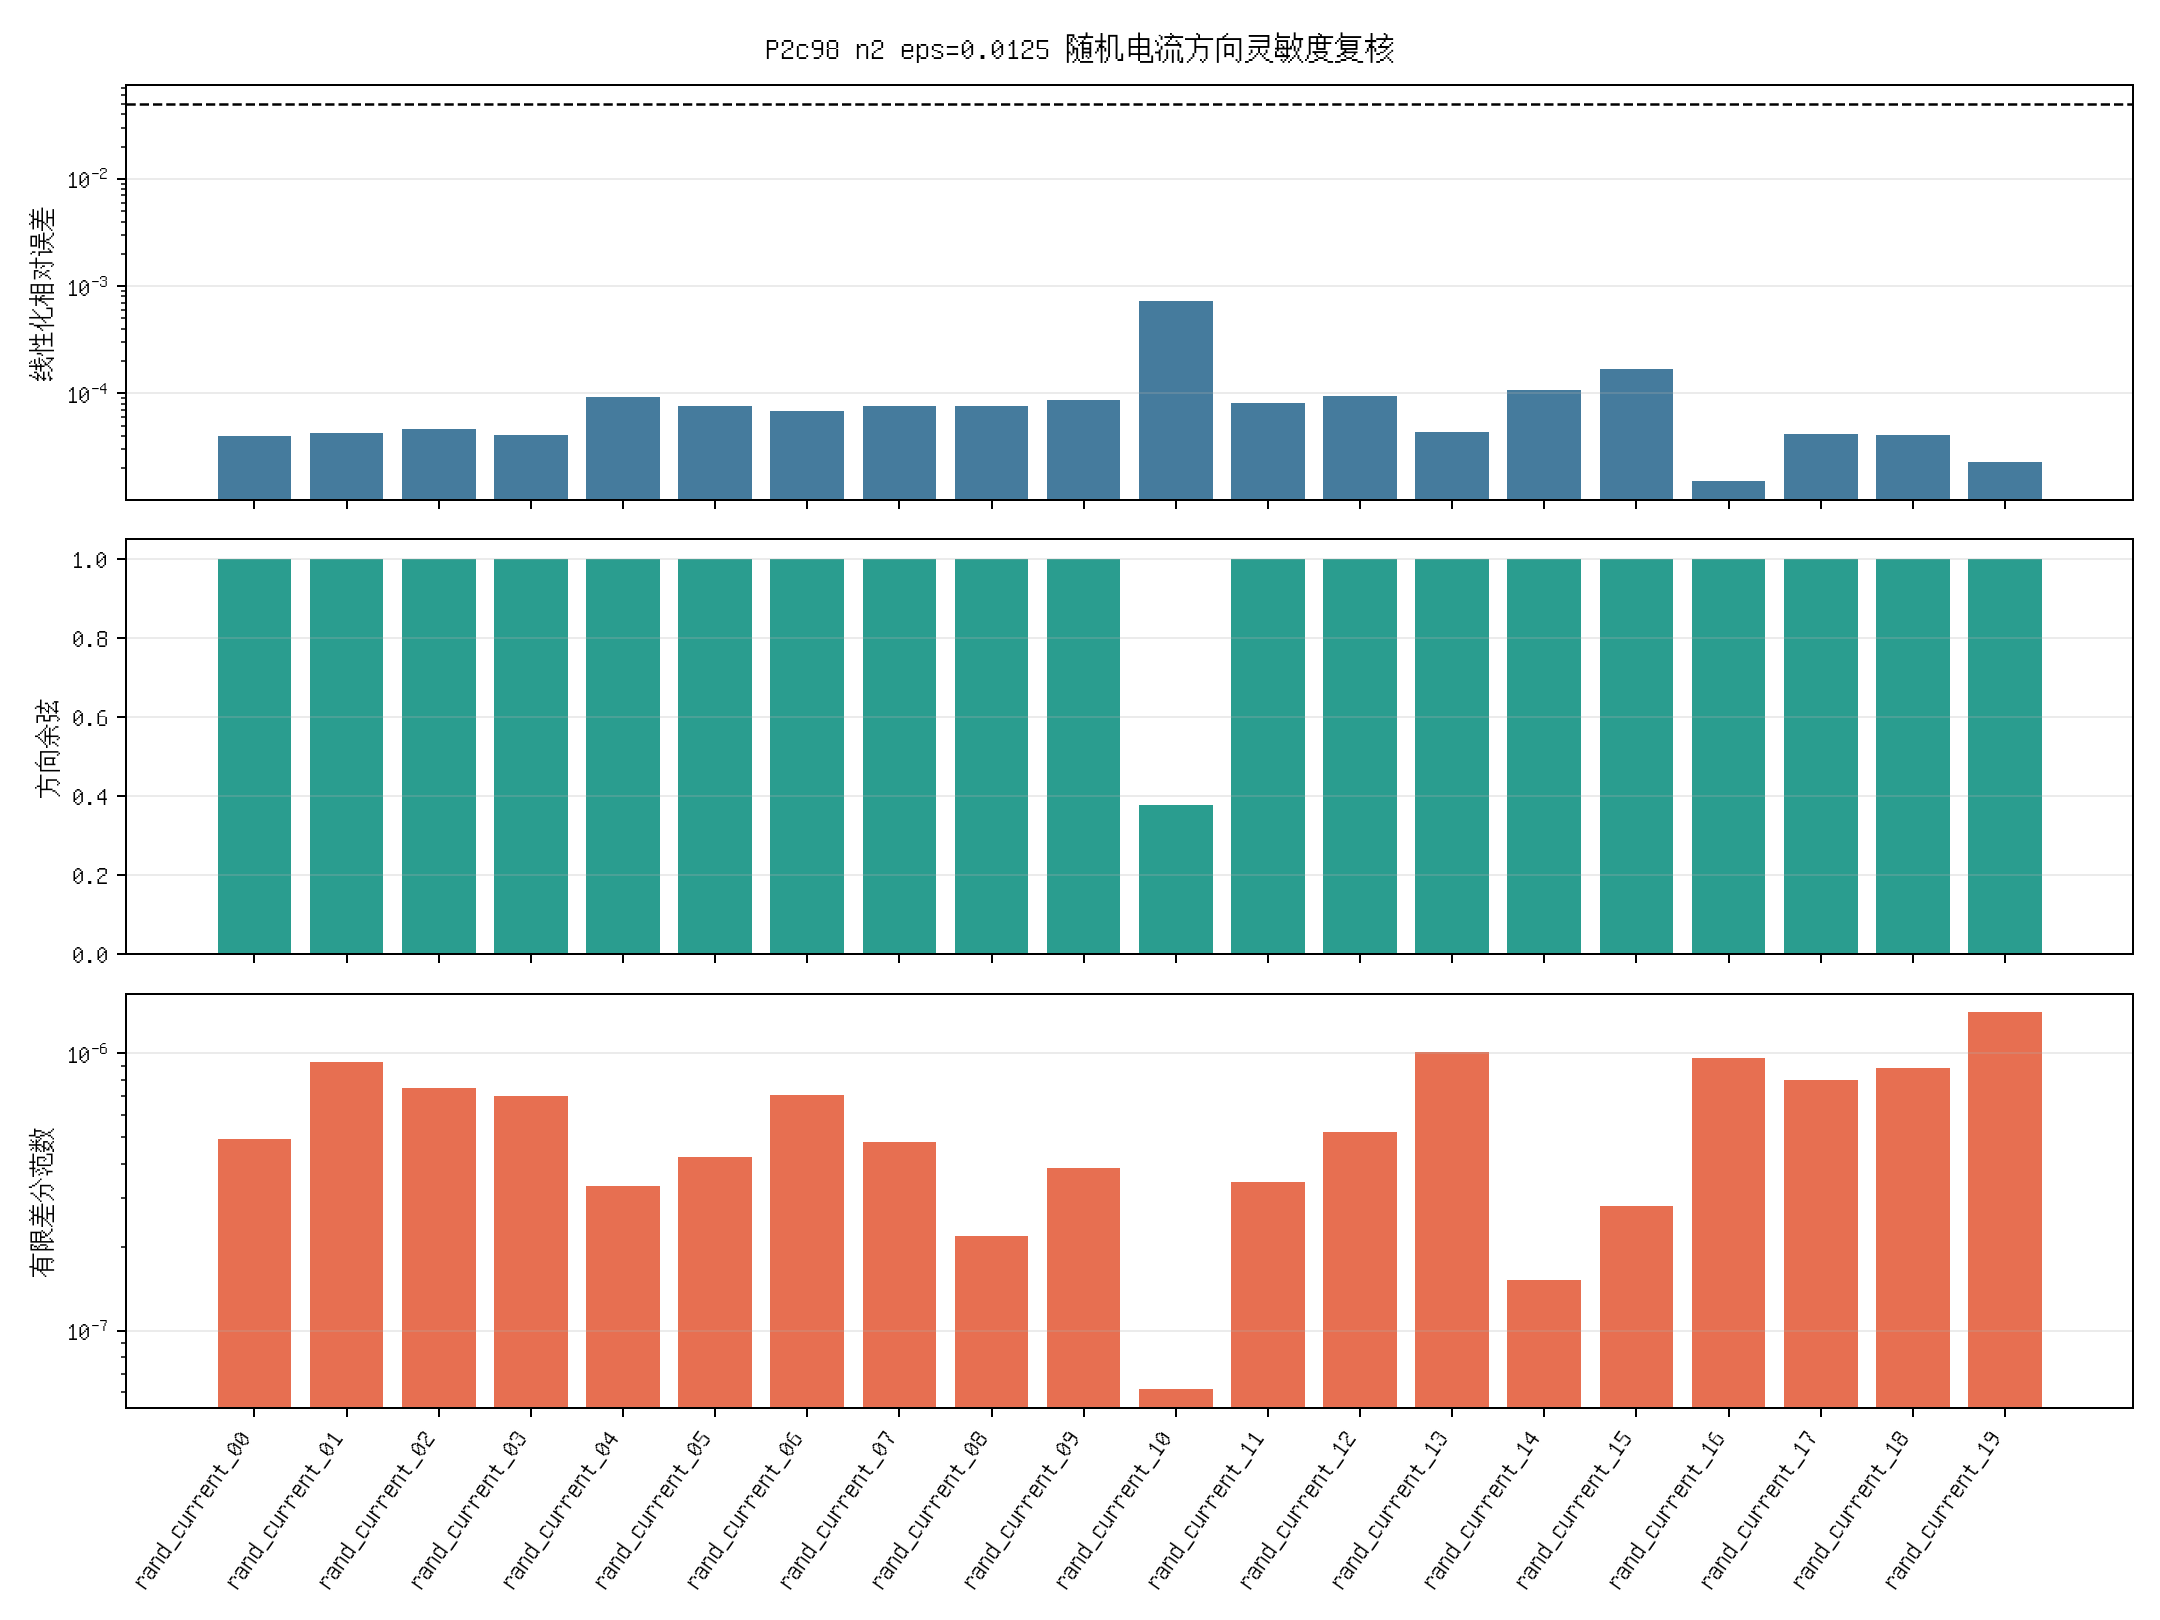 P2c98 n2 eps=0.0125 随机电流方向灵敏度复核
线性化相对误差
10⁻²
10⁻³
10⁻⁴
方向余弦
1.0
0.8
0.6
0.4
0.2
0.0
有限差分范数
10⁻⁶
10⁻⁷
rand_current_00
rand_current_01
rand_current_02
rand_current_03
rand_current_04
rand_current_05
rand_current_06
rand_current_07
rand_current_08
rand_current_09
rand_current_10
rand_current_11
rand_current_12
rand_current_13
rand_current_14
rand_current_15
rand_current_16
rand_current_17
rand_current_18
rand_current_19